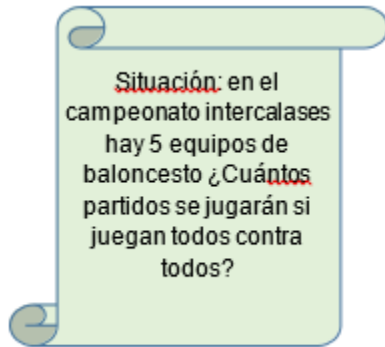 Situación: en el
campeonato intercalases
hay 5 equipos de
baloncesto ¿Cuántos
partidos se jugarán si
juegan todos contra
todos?